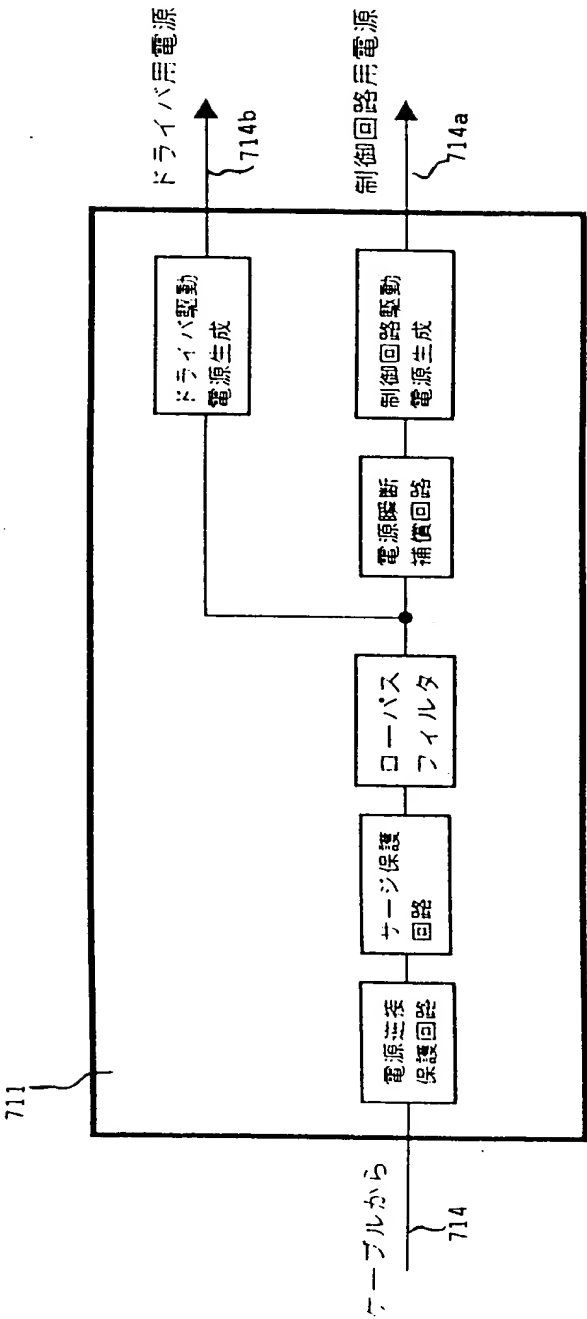 711
ケーブルから
714
電源逆接
保護回路
サージ保護
回路
ローパス
フィルタ
電源瞬断
補償回路
制御回路駆動
電源生成
ドライバ駆動
電源生成
ドライバ用電源
714b
制御回路用電源
714a